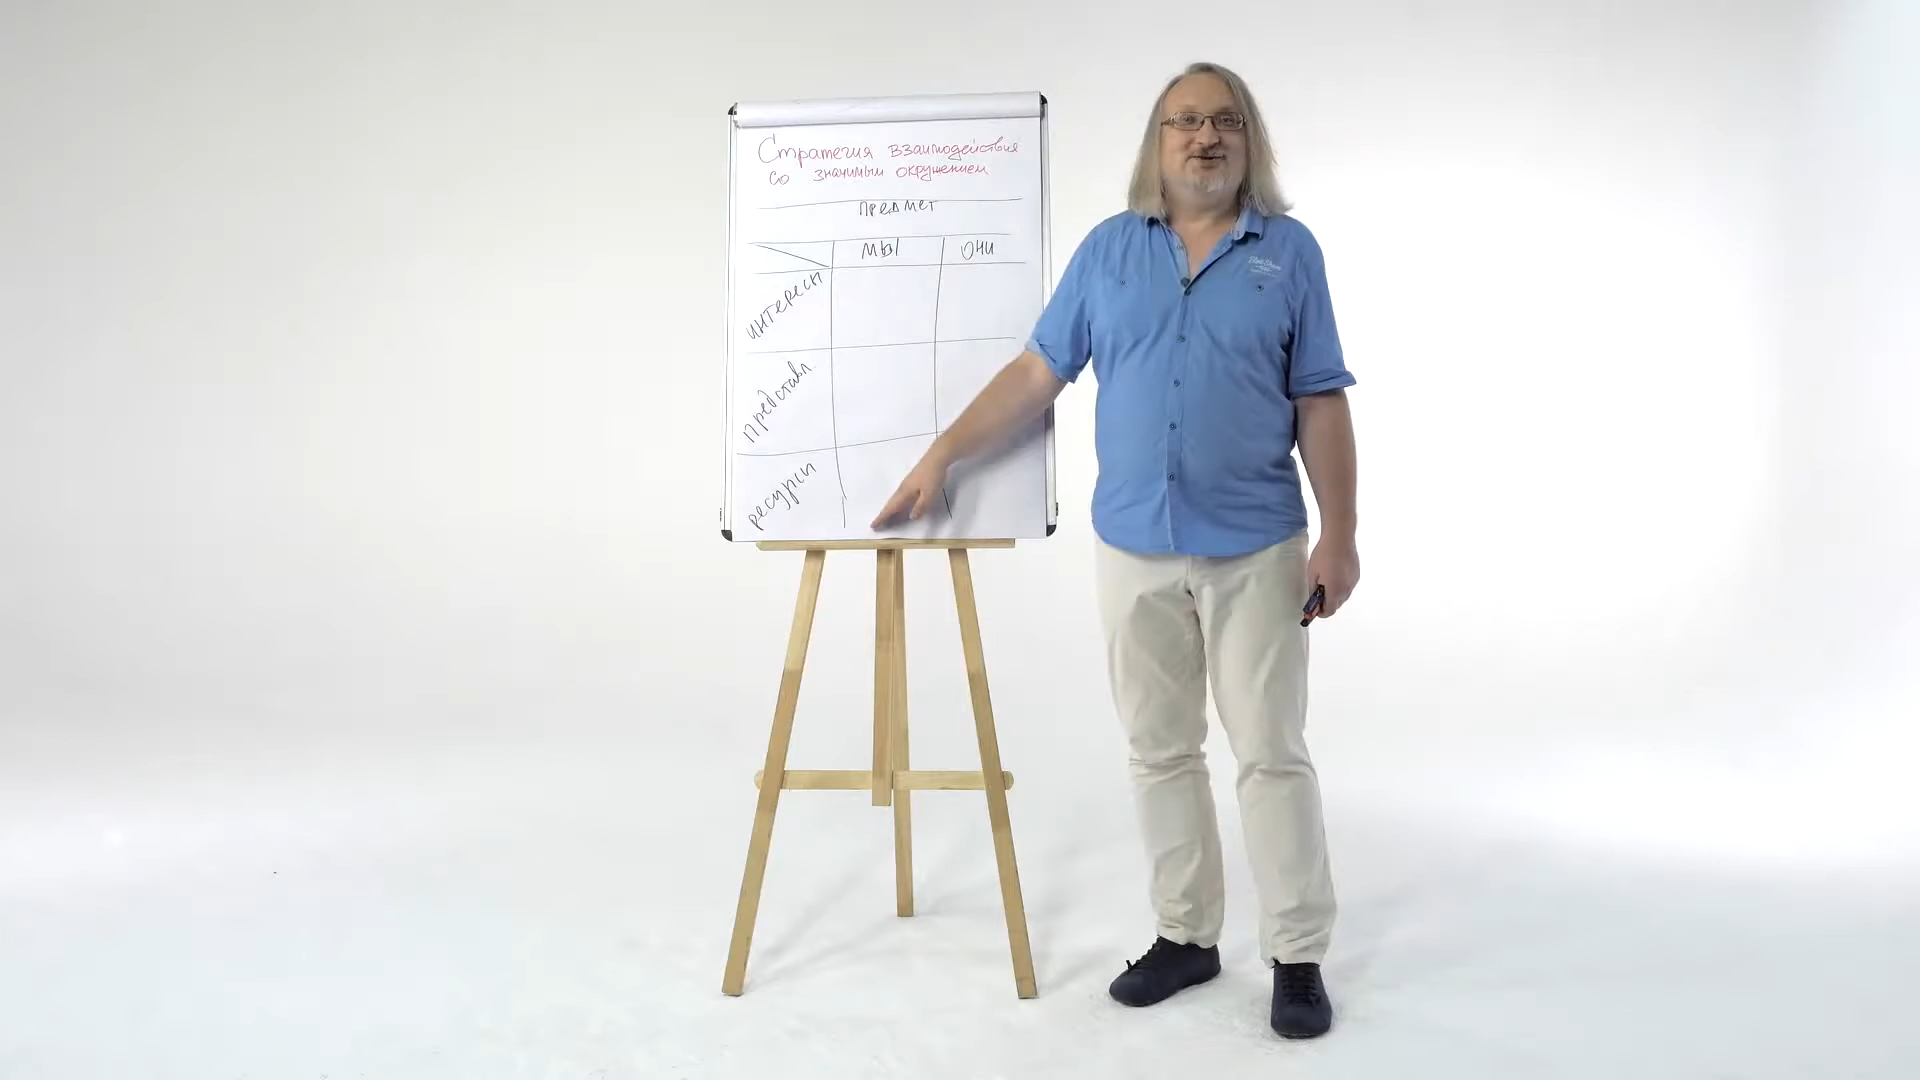 Стратегия взаимодействия
со значимым окружением
предмет
мы они
интересы
представл.
ресурсы